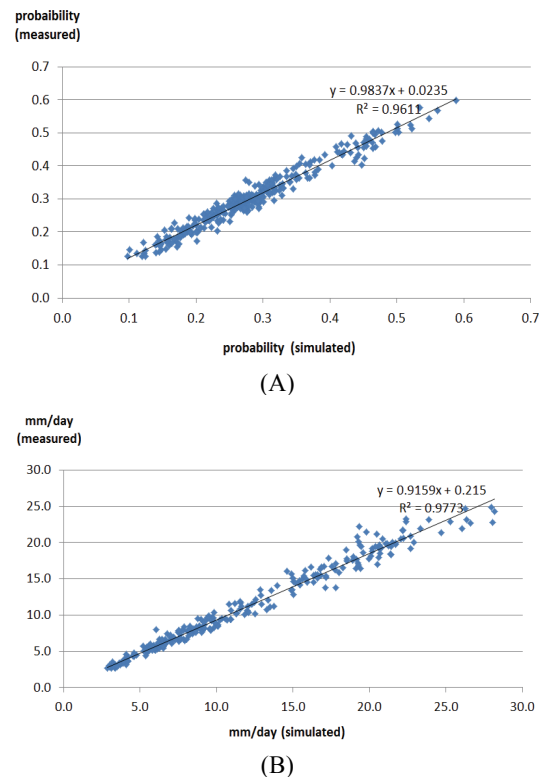 probaibility
(measured)
0.7
0.6
0.5
0.4
0.3
0.2
0.1
0.0
y = 0.9837x + 0.0235
R² = 0.9611
0.0 0.1 0.2 0.3 0.4 0.5 0.6 0.7
probability (simulated)
(A)
mm/day
(measured)
30.0
25.0
20.0
15.0
10.0
5.0
0.0
y = 0.9159x + 0.215
R² = 0.9773
0.0 5.0 10.0 15.0 20.0 25.0 30.0
mm/day (simulated)
(B)